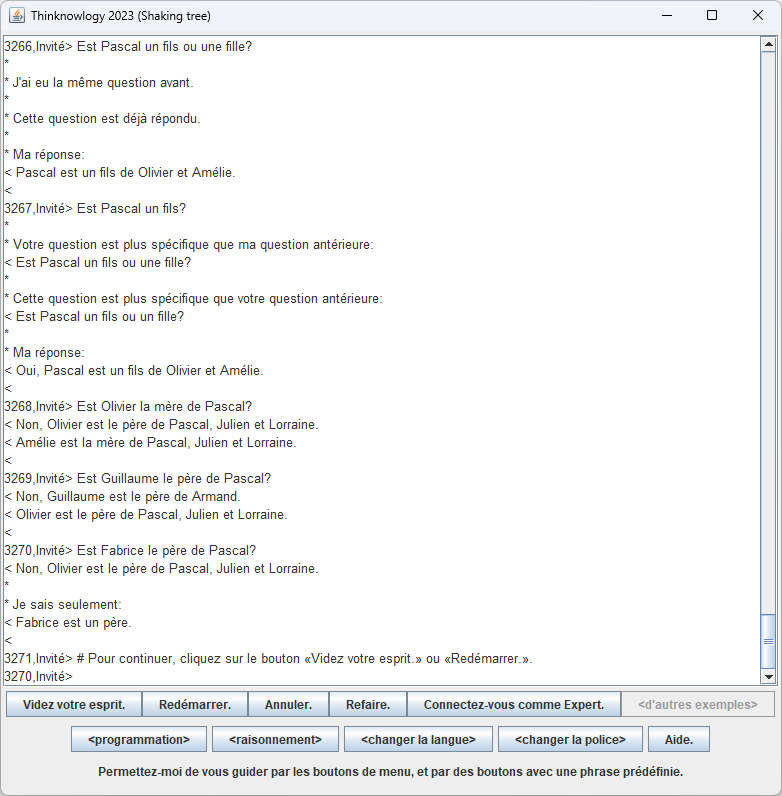 Thinknowlogy 2023 (Shaking tree)
3266,Invité> Est Pascal un fils ou une fille?
*
* J'ai eu la même question avant.
*
* Cette question est déjà répondu.
*
* Ma réponse:
< Pascal est un fils de Olivier et Amélie.
<
3267,Invité> Est Pascal un fils?
*
* Votre question est plus spécifique que ma question antérieure:
< Est Pascal un fils ou une fille?
*
* Cette question est plus spécifique que votre question antérieure:
< Est Pascal un fils ou un fille?
*
* Ma réponse:
< Oui, Pascal est un fils de Olivier et Amélie.
<
3268,Invité> Est Olivier la mère de Pascal?
< Non, Olivier est le père de Pascal, Julien et Lorraine.
< Amélie est la mère de Pascal, Julien et Lorraine.
<
3269,Invité> Est Guillaume le père de Pascal?
< Non, Guillaume est le père de Armand.
< Olivier est le père de Pascal, Julien et Lorraine.
<
3270,Invité> Est Fabrice le père de Pascal?
< Non, Olivier est le père de Pascal, Julien et Lorraine.
*
* Je sais seulement:
< Fabrice est un père.
<
3271,Invité> # Pour continuer, cliquez sur le bouton «Videz votre esprit.» ou «Redémarrer.».
3270,Invité>
Videz votre esprit. Redémarrer. Annuler. Refaire. Connectez-vous comme Expert. <d'autres exemples>
<programmation> <raisonnement> <changer la langue> <changer la police> Aide.
Permettez-moi de vous guider par les boutons de menu, et par des boutons avec une phrase prédéfinie.